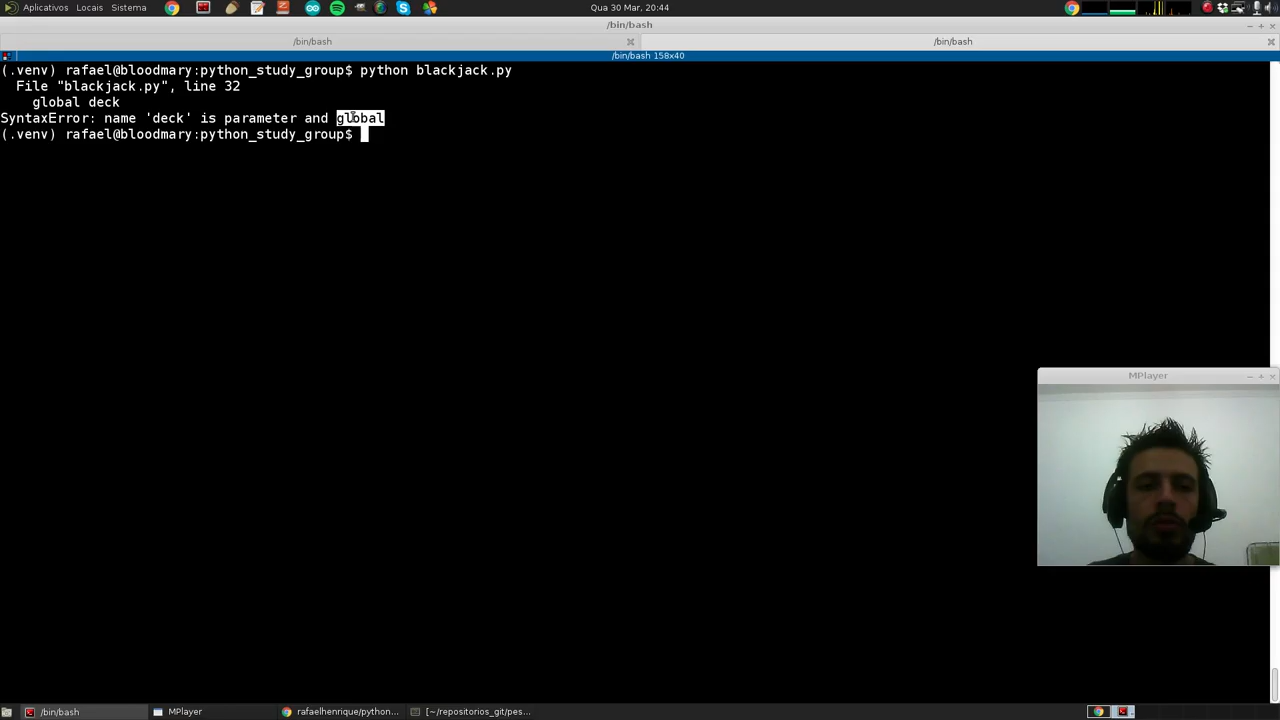 Aplicativos Locais Sistema
Qua 30 Mar, 20:44
/bin/bash
/bin/bash
/bin/bash
/bin/bash 158x40
(.venv) rafael@bloodmary:python_study_group$ python blackjack.py
File "blackjack.py", line 32
global deck
SyntaxError: name 'deck' is parameter and global
(.venv) rafael@bloodmary:python_study_group$
MPlayer
/bin/bash
MPlayer
rafaelhenrique/python...
[~/repositorios_git/pes...